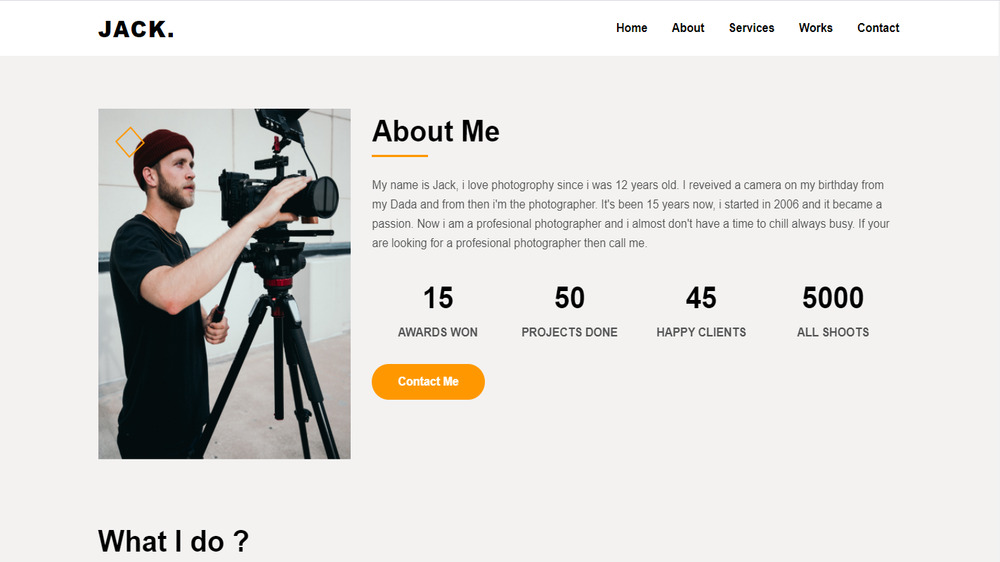 JACK.
Home About Services Works Contact
About Me
My name is Jack, i love photogrophy since i was 12 years old. I reveived a camera on my birthday from
my Dada and from then i'm the photographer. It's been 15 years now, i started in 2006 and it became a
passion. Now i am a profesional photographer and i almost don't have a time to chill always busy. If your
are looking for a profesional photographer then call me.
15 50 45 5000
AWARDS WON PROJECTS DONE HAPPY CLIENTS ALL SHOOTS
Contact Me
What I do ?